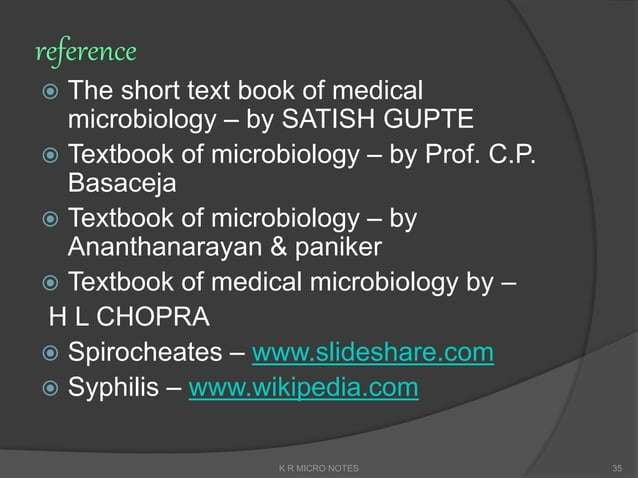 reference
The short text book of medical
microbiology – by SATISH GUPTE
Textbook of microbiology – by Prof. C.P.
Basaceja
Textbook of microbiology – by
Ananthanarayan & paniker
Textbook of medical microbiology by –
H L CHOPRA
Spirocheates – www.slideshare.com
Syphilis – www.wikipedia.com
K R MICRO NOTES 35